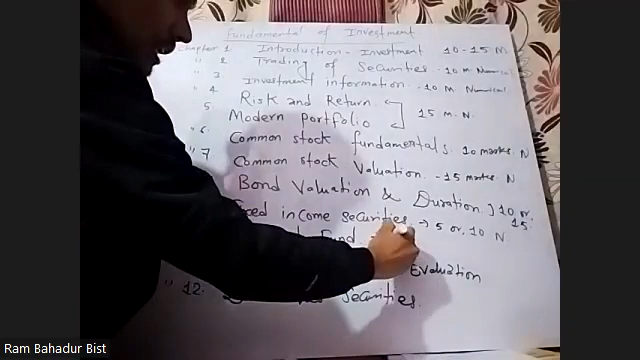 Fundamental of Investment
Chapter 1 Introduction - Investment 10-15 M.
" 2 Trading of Securities. - 10 M. Numerical
" 3. Investment information. - 10 M. Numerical
" 4. Risk and Return.
5 Modern portfolio 15 M. N.
" 6. Common stock fundamentals. 10 marks. N
" 7 Common stock Valuation. - 15 marks. N
Bond Valuation & Duration. 10 or 15
income securities. → 5 or, 10 N.
Fund
Evaluation
" 12. Securities.
Ram Bahadur Bist